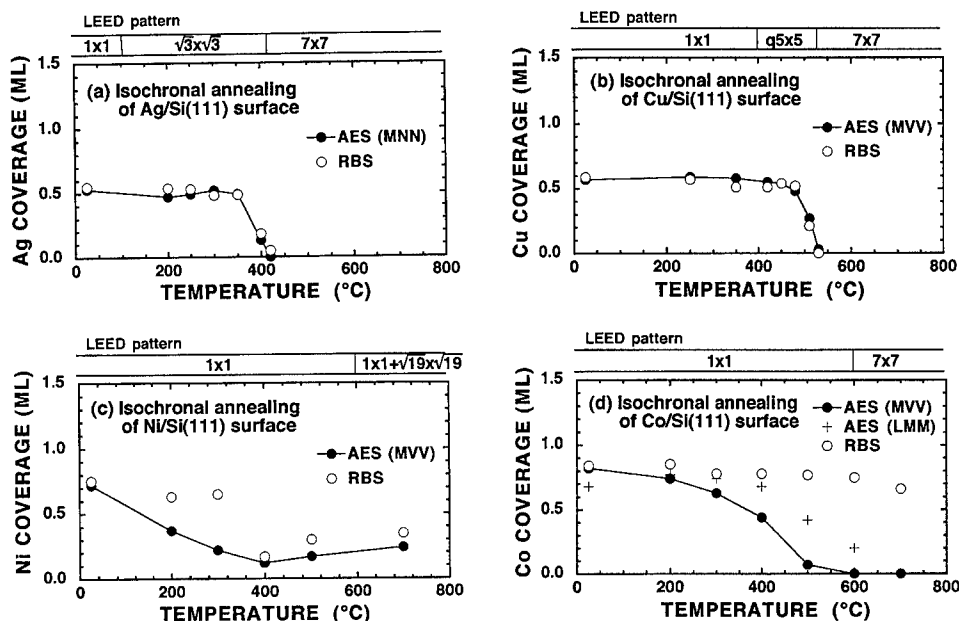 LEED pattern
1x1 √3x√3 7x7
1.5
(a) Isochronal annealing
of Ag/Si(111) surface
1.0
AES (MNN)
RBS
0.5
0.0
0 200 400 600 800
Ag COVERAGE (ML)
TEMPERATURE (°C)
LEED pattern
1x1 q5x5 7x7
1.5
(b) Isochronal annealing
of Cu/Si(111) surface
1.0
AES (MVV)
RBS
0.5
0.0
0 200 400 600 800
Cu COVERAGE (ML)
TEMPERATURE (°C)
LEED pattern
1x1 1x1+√19x√19
1.5
(c) Isochronal annealing
of Ni/Si(111) surface
1.0
AES (MVV)
RBS
0.5
0.0
0 200 400 600 800
Ni COVERAGE (ML)
TEMPERATURE (°C)
LEED pattern
1x1 7x7
1.5
(d) Isochronal annealing
of Co/Si(111) surface
AES (MVV)
AES (LMM)
RBS
1.0
0.5
0.0
0 200 400 600 800
Co COVERAGE (ML)
TEMPERATURE (°C)